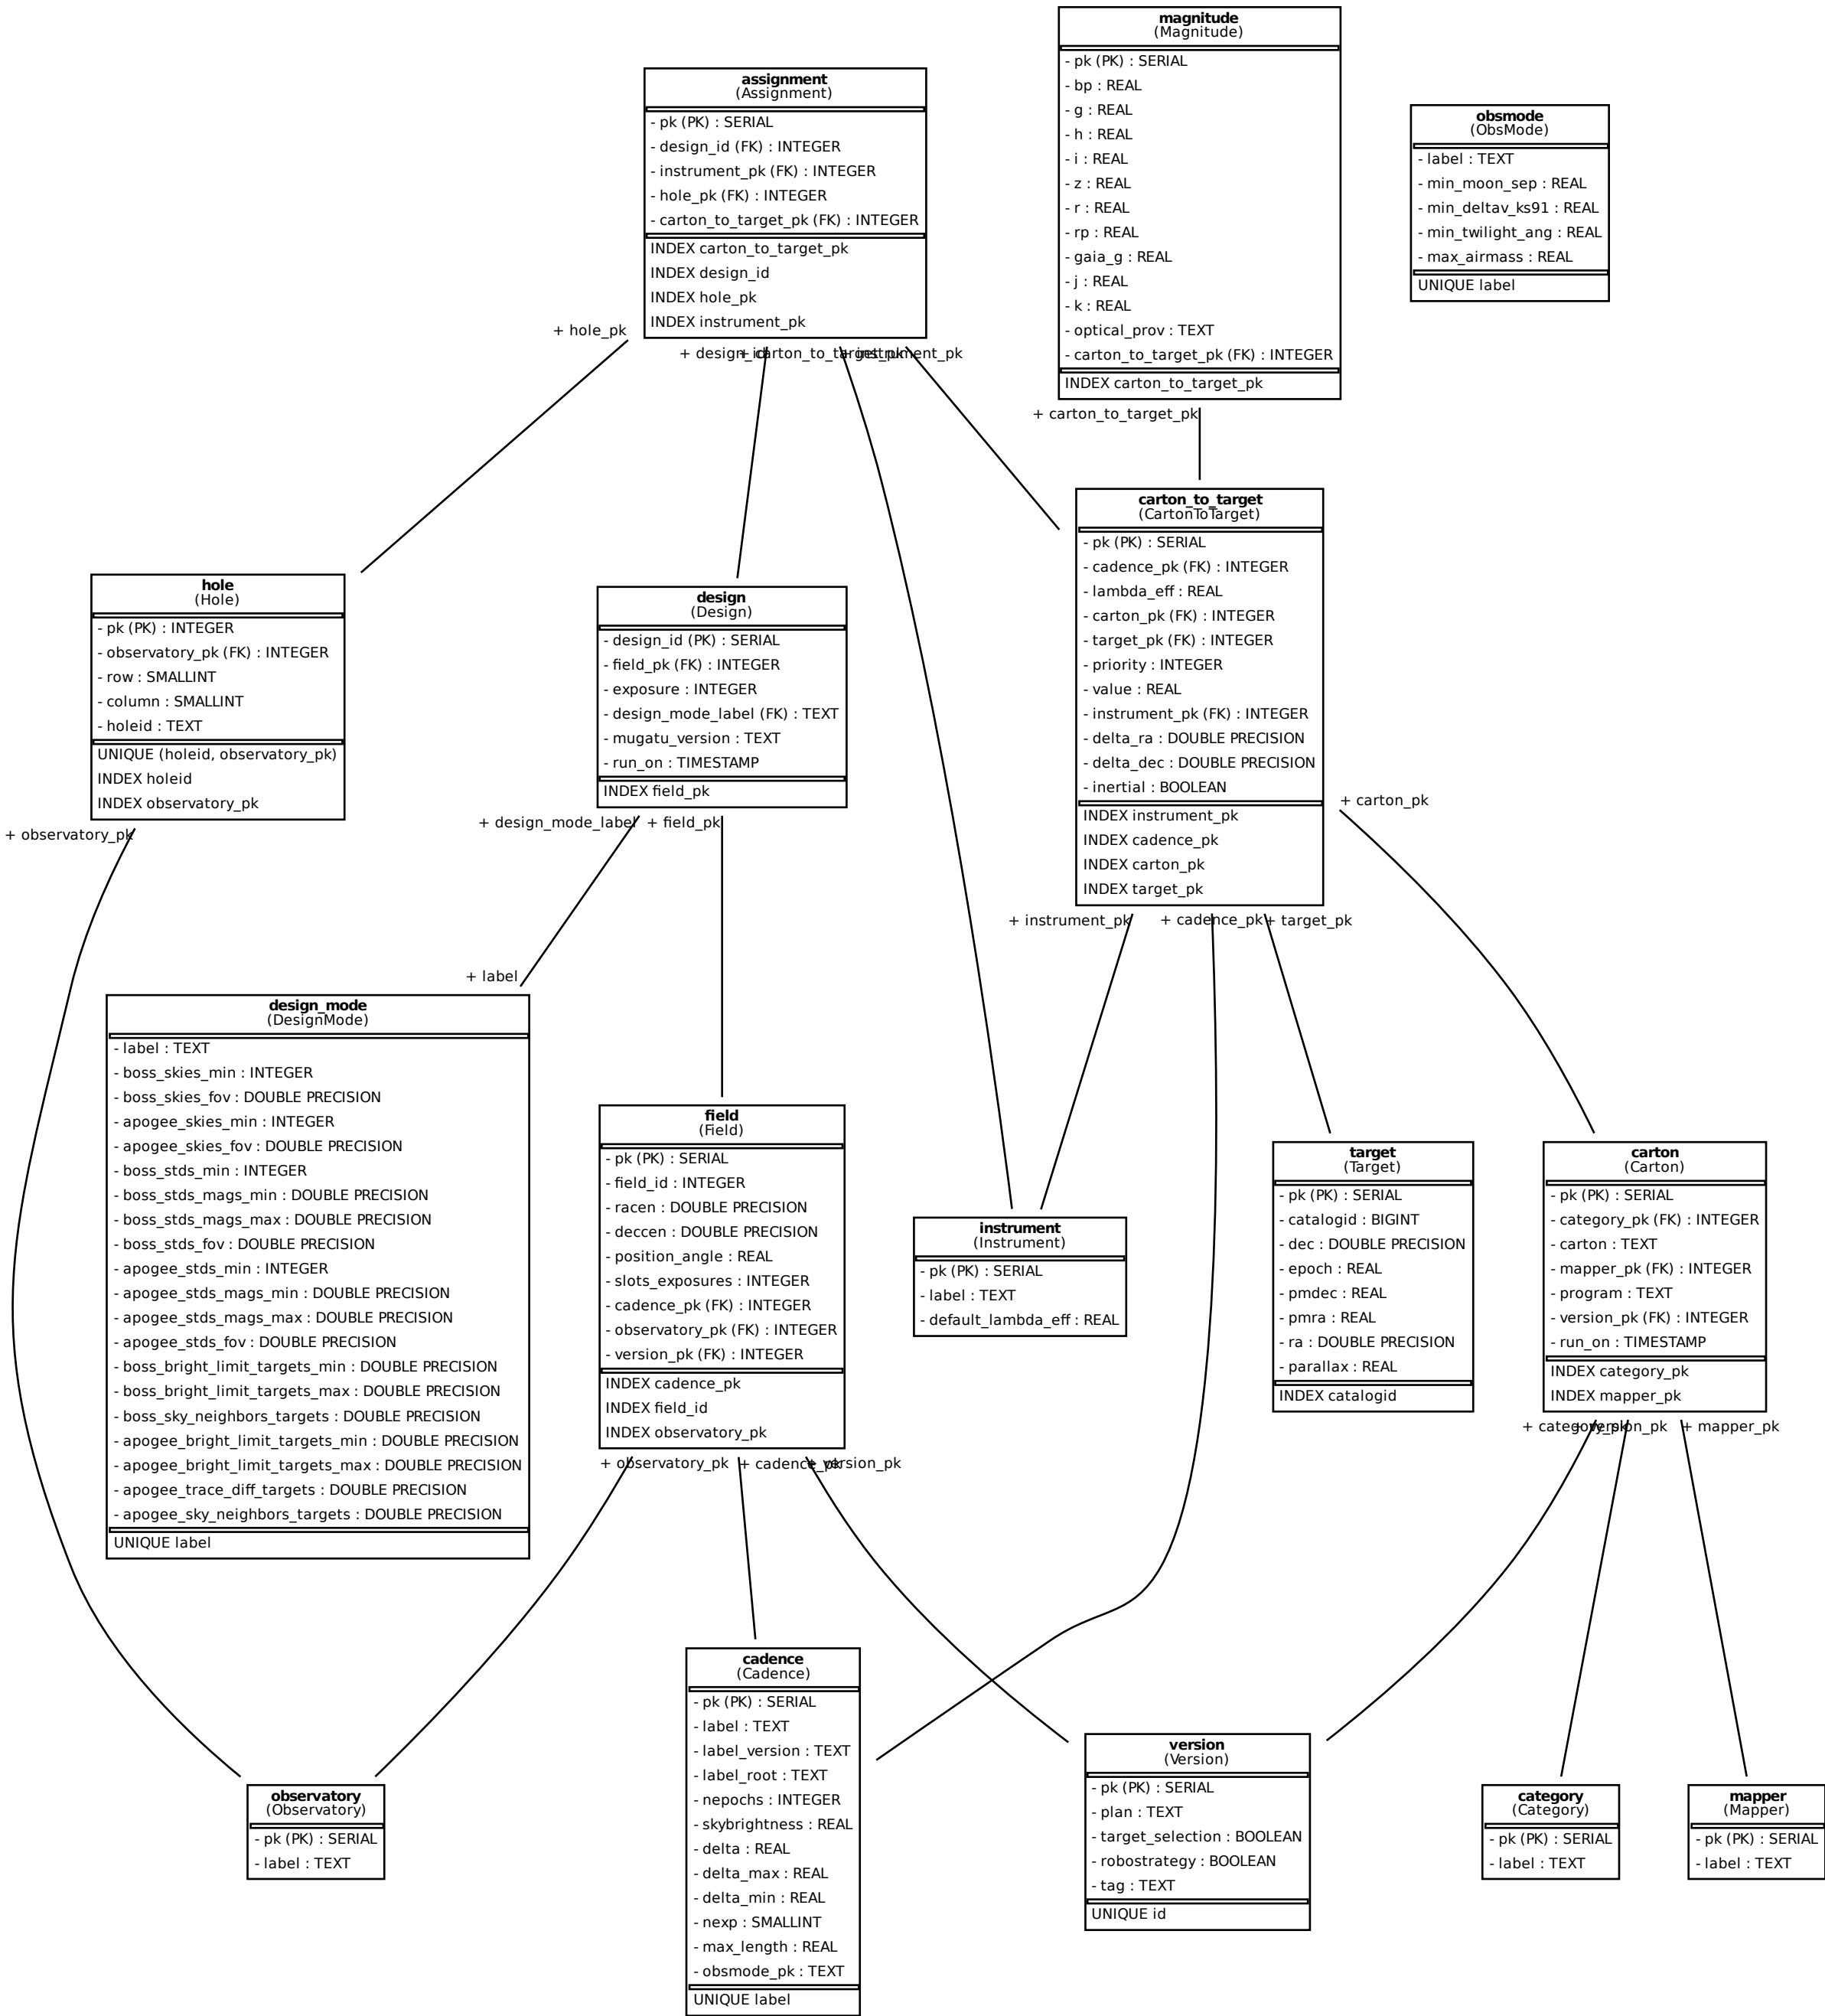 magnitude
(Magnitude)
- pk (PK) : SERIAL
- bp : REAL
- g : REAL
- h : REAL
- i : REAL
- z : REAL
- r : REAL
- rp : REAL
- gaia_g : REAL
- j : REAL
- k : REAL
- optical_prov : TEXT
- carton_to_target_pk (FK) : INTEGER
INDEX carton_to_target_pk
+ carton_to_target_pk
assignment
(Assignment)
- pk (PK) : SERIAL
- design_id (FK) : INTEGER
- instrument_pk (FK) : INTEGER
- hole_pk (FK) : INTEGER
- carton_to_target_pk (FK) : INTEGER
INDEX carton_to_target_pk
INDEX design_id
INDEX hole_pk
INDEX instrument_pk
+ hole_pk
+ design_id
+ carton_to_target_pk
+ instrument_pk
obsmode
(ObsMode)
- label : TEXT
- min_moon_sep : REAL
- min_deltav_ks91 : REAL
- min_twilight_ang : REAL
- max_airmass : REAL
UNIQUE label
carton_to_target
(CartonToTarget)
- pk (PK) : SERIAL
- cadence_pk (FK) : INTEGER
- lambda_eff : REAL
- carton_pk (FK) : INTEGER
- target_pk (FK) : INTEGER
- priority : INTEGER
- value : REAL
- instrument_pk (FK) : INTEGER
- delta_ra : DOUBLE PRECISION
- delta_dec : DOUBLE PRECISION
- inertial : BOOLEAN
INDEX instrument_pk
INDEX cadence_pk
INDEX carton_pk
INDEX target_pk
+ carton_pk
+ instrument_pk
+ cadence_pk
+ target_pk
hole
(Hole)
- pk (PK) : INTEGER
- observatory_pk (FK) : INTEGER
- row : SMALLINT
- column : SMALLINT
- holeid : TEXT
UNIQUE (holeid, observatory_pk)
INDEX holeid
INDEX observatory_pk
+ observatory_pk
design
(Design)
- design_id (PK) : SERIAL
- field_pk (FK) : INTEGER
- exposure : INTEGER
- design_mode_label (FK) : TEXT
- mugatu_version : TEXT
- run_on : TIMESTAMP
INDEX field_pk
+ design_mode_label
+ field_pk
+ label
design_mode
(DesignMode)
- label : TEXT
- boss_skies_min : INTEGER
- boss_skies_fov : DOUBLE PRECISION
- apogee_skies_min : INTEGER
- apogee_skies_fov : DOUBLE PRECISION
- boss_stds_min : INTEGER
- boss_stds_mags_min : DOUBLE PRECISION
- boss_stds_mags_max : DOUBLE PRECISION
- boss_stds_fov : DOUBLE PRECISION
- apogee_stds_min : INTEGER
- apogee_stds_mags_min : DOUBLE PRECISION
- apogee_stds_mags_max : DOUBLE PRECISION
- apogee_stds_fov : DOUBLE PRECISION
- boss_bright_limit_targets_min : DOUBLE PRECISION
- boss_bright_limit_targets_max : DOUBLE PRECISION
- boss_sky_neighbors_targets : DOUBLE PRECISION
- apogee_bright_limit_targets_min : DOUBLE PRECISION
- apogee_bright_limit_targets_max : DOUBLE PRECISION
- apogee_trace_diff_targets : DOUBLE PRECISION
- apogee_sky_neighbors_targets : DOUBLE PRECISION
UNIQUE label
field
(Field)
- pk (PK) : SERIAL
- field_id : INTEGER
- racen : DOUBLE PRECISION
- deccen : DOUBLE PRECISION
- position_angle : REAL
- slots_exposures : INTEGER
- cadence_pk (FK) : INTEGER
- observatory_pk (FK) : INTEGER
- version_pk (FK) : INTEGER
INDEX cadence_pk
INDEX field_id
INDEX observatory_pk
+ observatory_pk
+ cadence_pk
+ version_pk
instrument
(Instrument)
- pk (PK) : SERIAL
- label : TEXT
- default_lambda_eff : REAL
target
(Target)
- pk (PK) : SERIAL
- catalogid : BIGINT
- dec : DOUBLE PRECISION
- epoch : REAL
- pmdec : REAL
- pmra : REAL
- ra : DOUBLE PRECISION
- parallax : REAL
INDEX catalogid
carton
(Carton)
- pk (PK) : SERIAL
- category_pk (FK) : INTEGER
- carton : TEXT
- mapper_pk (FK) : INTEGER
- program : TEXT
- version_pk (FK) : INTEGER
- run_on : TIMESTAMP
INDEX category_pk
INDEX mapper_pk
+ category_pk
+ version_pk
+ mapper_pk
observatory
(Observatory)
- pk (PK) : SERIAL
- label : TEXT
cadence
(Cadence)
- pk (PK) : SERIAL
- label : TEXT
- label_version : TEXT
- label_root : TEXT
- nepochs : INTEGER
- skybrightness : REAL
- delta : REAL
- delta_max : REAL
- delta_min : REAL
- nexp : SMALLINT
- max_length : REAL
- obsmode_pk : TEXT
UNIQUE label
version
(Version)
- pk (PK) : SERIAL
- plan : TEXT
- target_selection : BOOLEAN
- robostrategy : BOOLEAN
- tag : TEXT
UNIQUE id
category
(Category)
- pk (PK) : SERIAL
- label : TEXT
mapper
(Mapper)
- pk (PK) : SERIAL
- label : TEXT